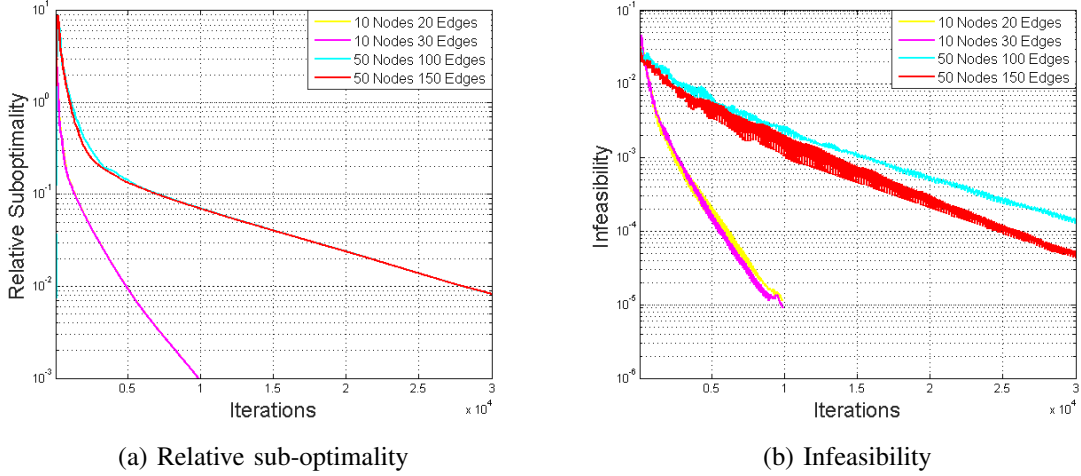 10 Nodes 20 Edges
10 Nodes 30 Edges
50 Nodes 100 Edges
50 Nodes 150 Edges
Relative Suboptimality
10^1
10^0
10^-1
10^-2
10^-3
0.5
1
1.5
2
2.5
3
x 10^4
Iterations
(a) Relative sub-optimality
10 Nodes 20 Edges
10 Nodes 30 Edges
50 Nodes 100 Edges
50 Nodes 150 Edges
Infeasibility
10^-1
10^-2
10^-3
10^-4
10^-5
10^-6
0.5
1
1.5
2
2.5
3
x 10^4
Iterations
(b) Infeasibility